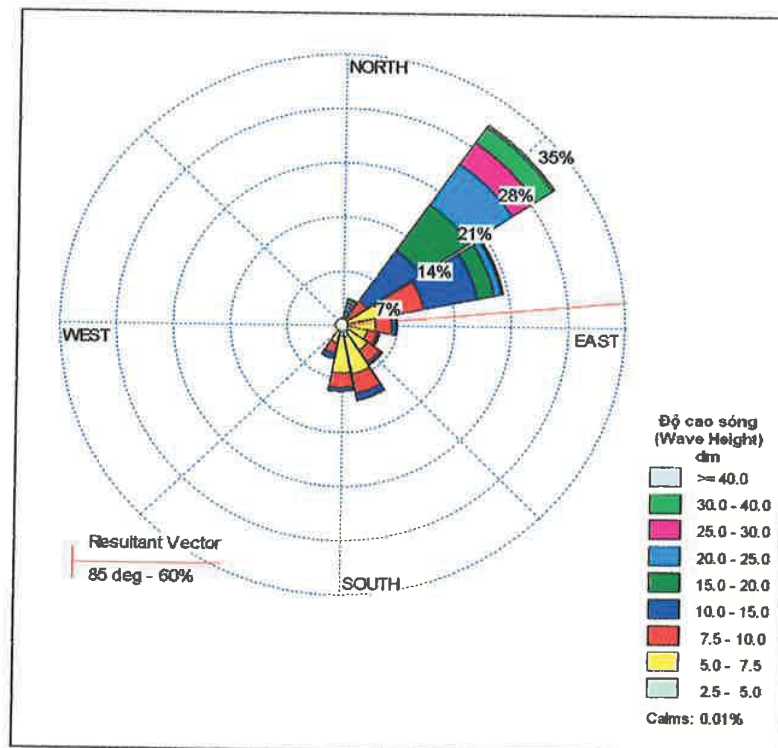 NORTH
35%
28%
21%
14%
7%
WEST
EAST
SOUTH
Resultant Vector
85 deg - 60%
Độ cao sóng
(Wave Height)
dm
>= 40.0
30.0 - 40.0
25.0 - 30.0
20.0 - 25.0
15.0 - 20.0
10.0 - 15.0
7.5 - 10.0
5.0 - 7.5
2.5 - 5.0
Calms: 0.01%